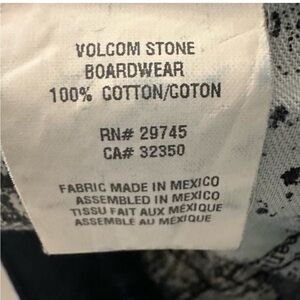 VOLCOM STONE
BOARDWEAR
100% COTTON/COTON
RN# 29745
CA# 32350
FABRIC MADE IN MEXICO
ASSEMBLED IN MEXICO
TISSU FAIT AUX MEXIQUE
ASSEMBLE AU MEXIQUE